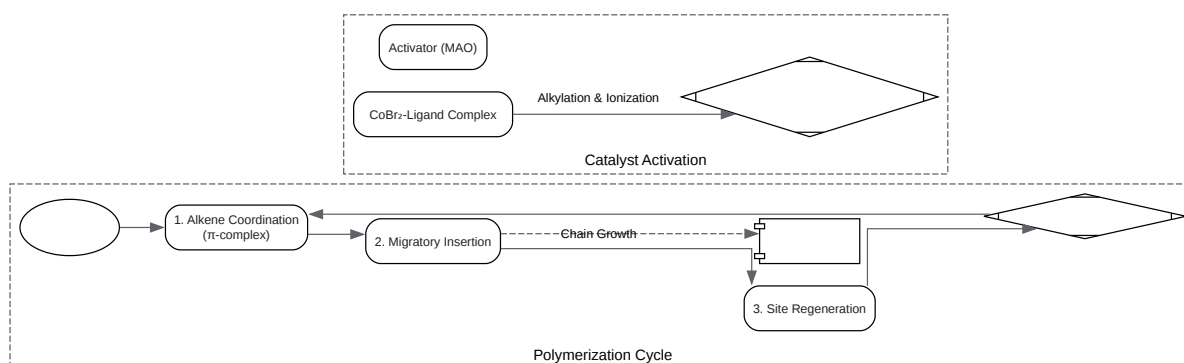 Activator (MAO)
CoBr₂-Ligand Complex
Alkylation & Ionization
Catalyst Activation
1. Alkene Coordination
(π-complex)
2. Migratory Insertion
Chain Growth
3. Site Regeneration
Polymerization Cycle